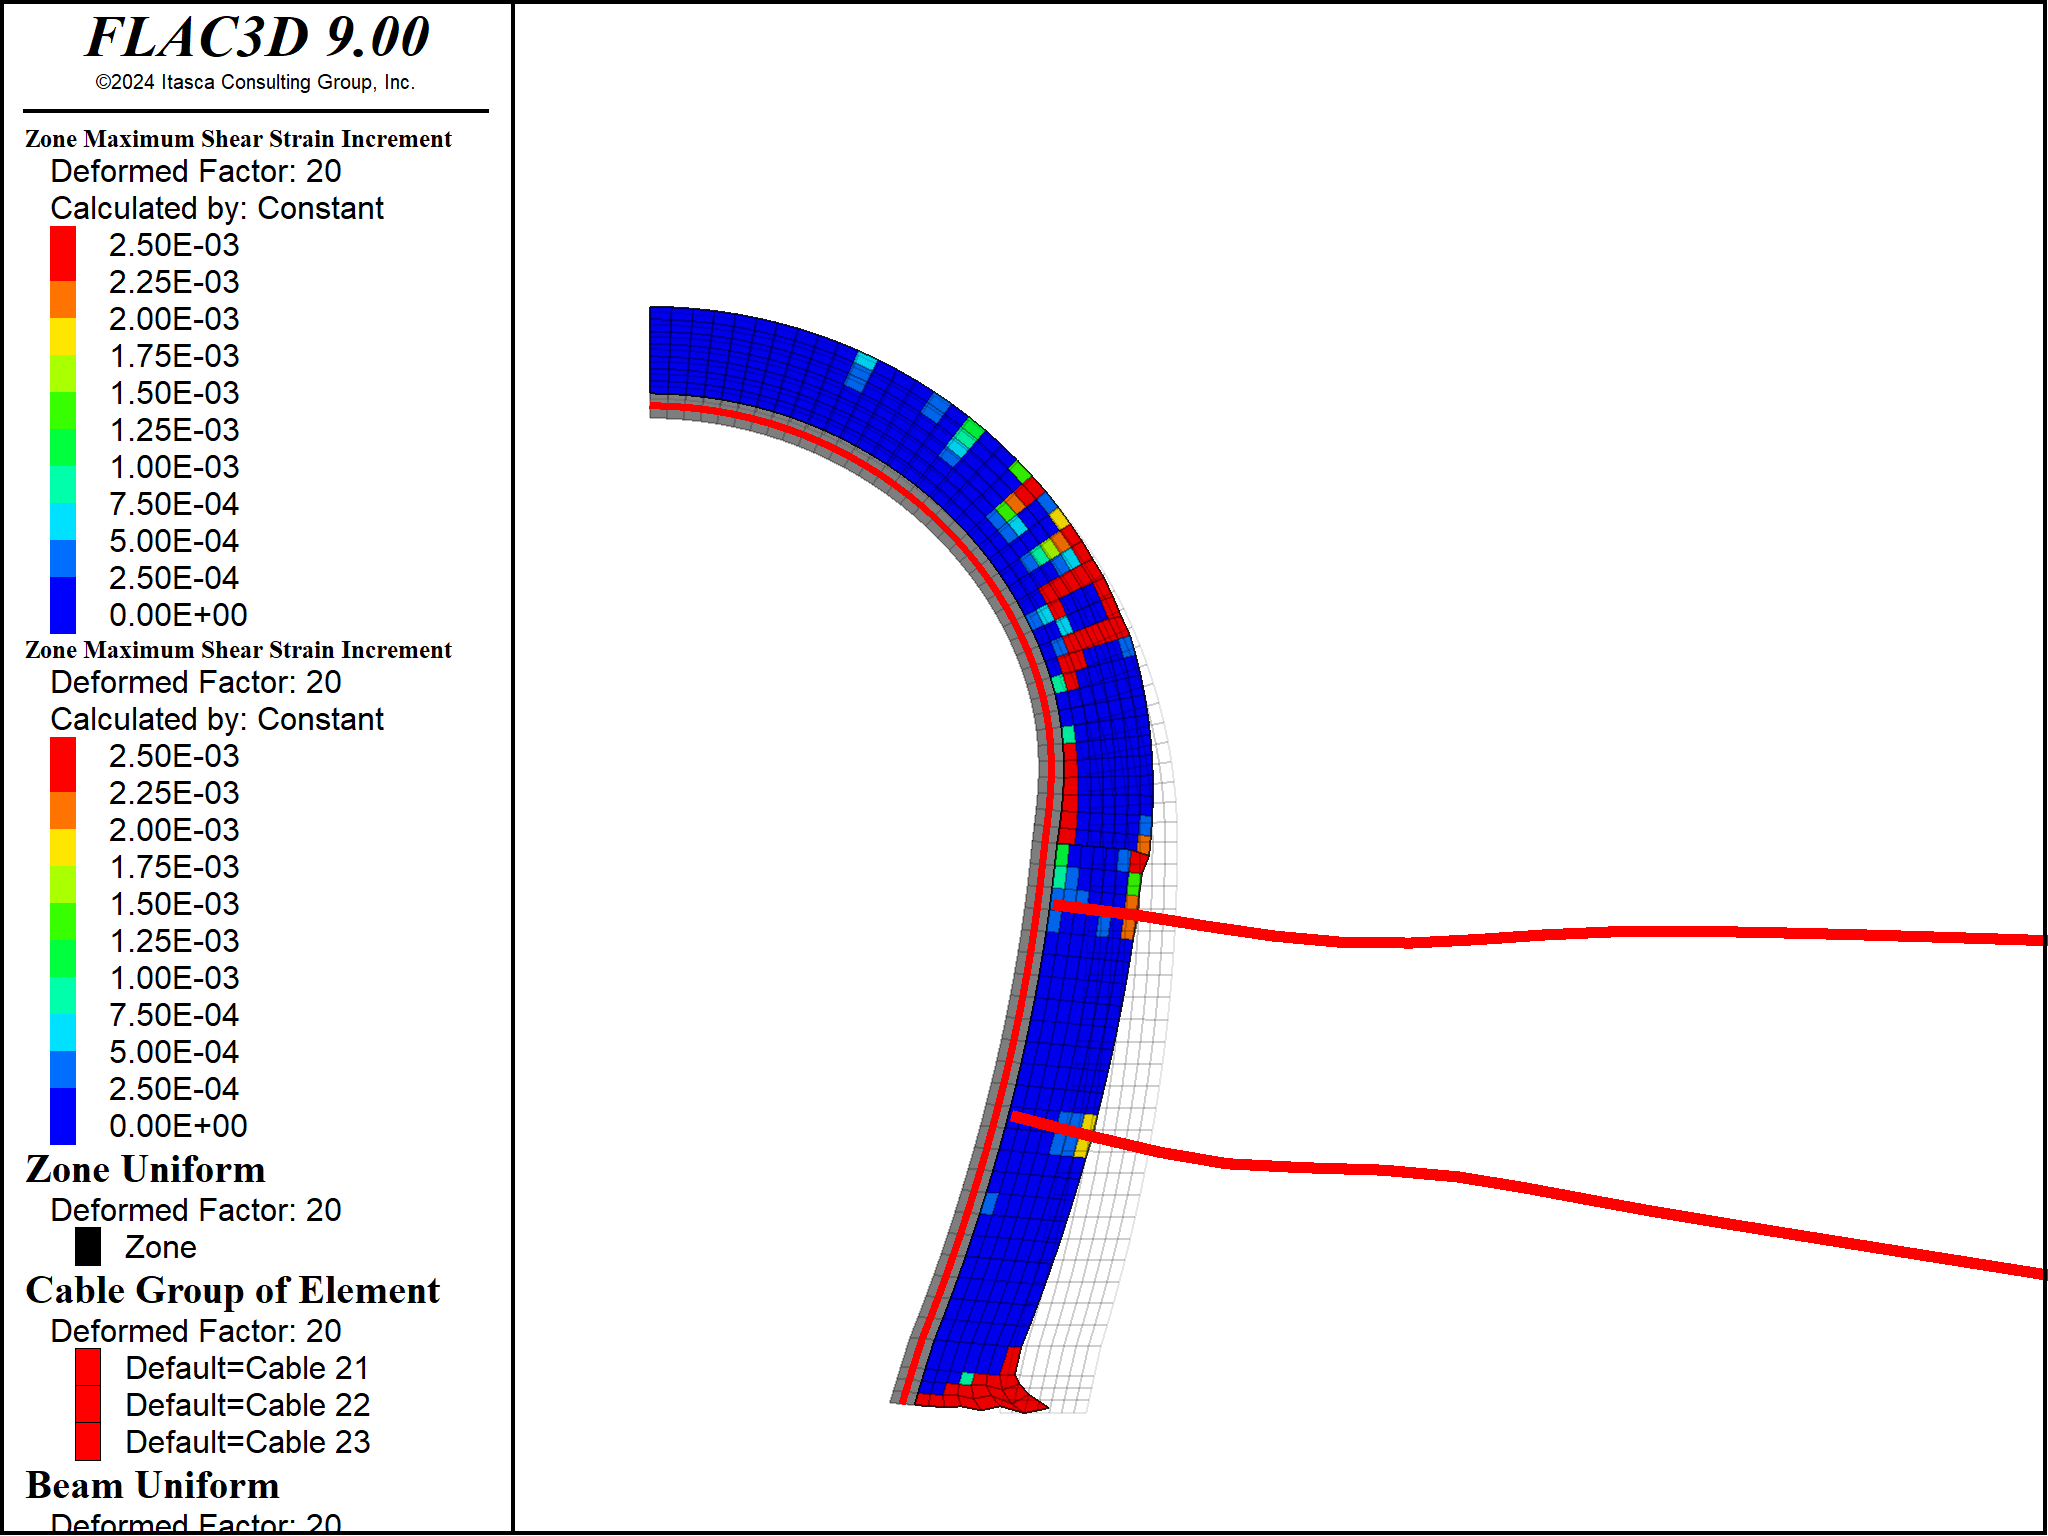 FLAC3D 9.00
©2024 Itasca Consulting Group, Inc.
Zone Maximum Shear Strain Increment
Deformed Factor: 20
Calculated by: Constant
2.50E-03
2.25E-03
2.00E-03
1.75E-03
1.50E-03
1.25E-03
1.00E-03
7.50E-04
5.00E-04
2.50E-04
0.00E+00
Zone Maximum Shear Strain Increment
Deformed Factor: 20
Calculated by: Constant
2.50E-03
2.25E-03
2.00E-03
1.75E-03
1.50E-03
1.25E-03
1.00E-03
7.50E-04
5.00E-04
2.50E-04
0.00E+00
Zone Uniform
Deformed Factor: 20
Zone
Cable Group of Element
Deformed Factor: 20
Default=Cable 21
Default=Cable 22
Default=Cable 23
Beam Uniform
Deformed Factor: 20